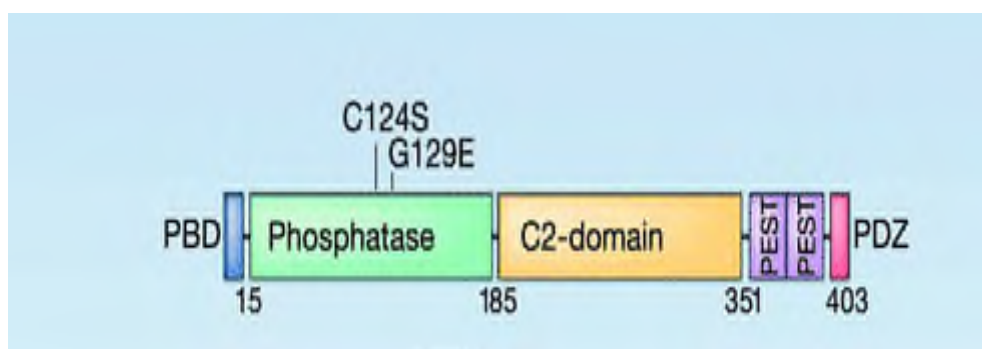 C124S
G129E
PBD Phosphatase C2-domain PEST PEST PDZ
15 185 351 403